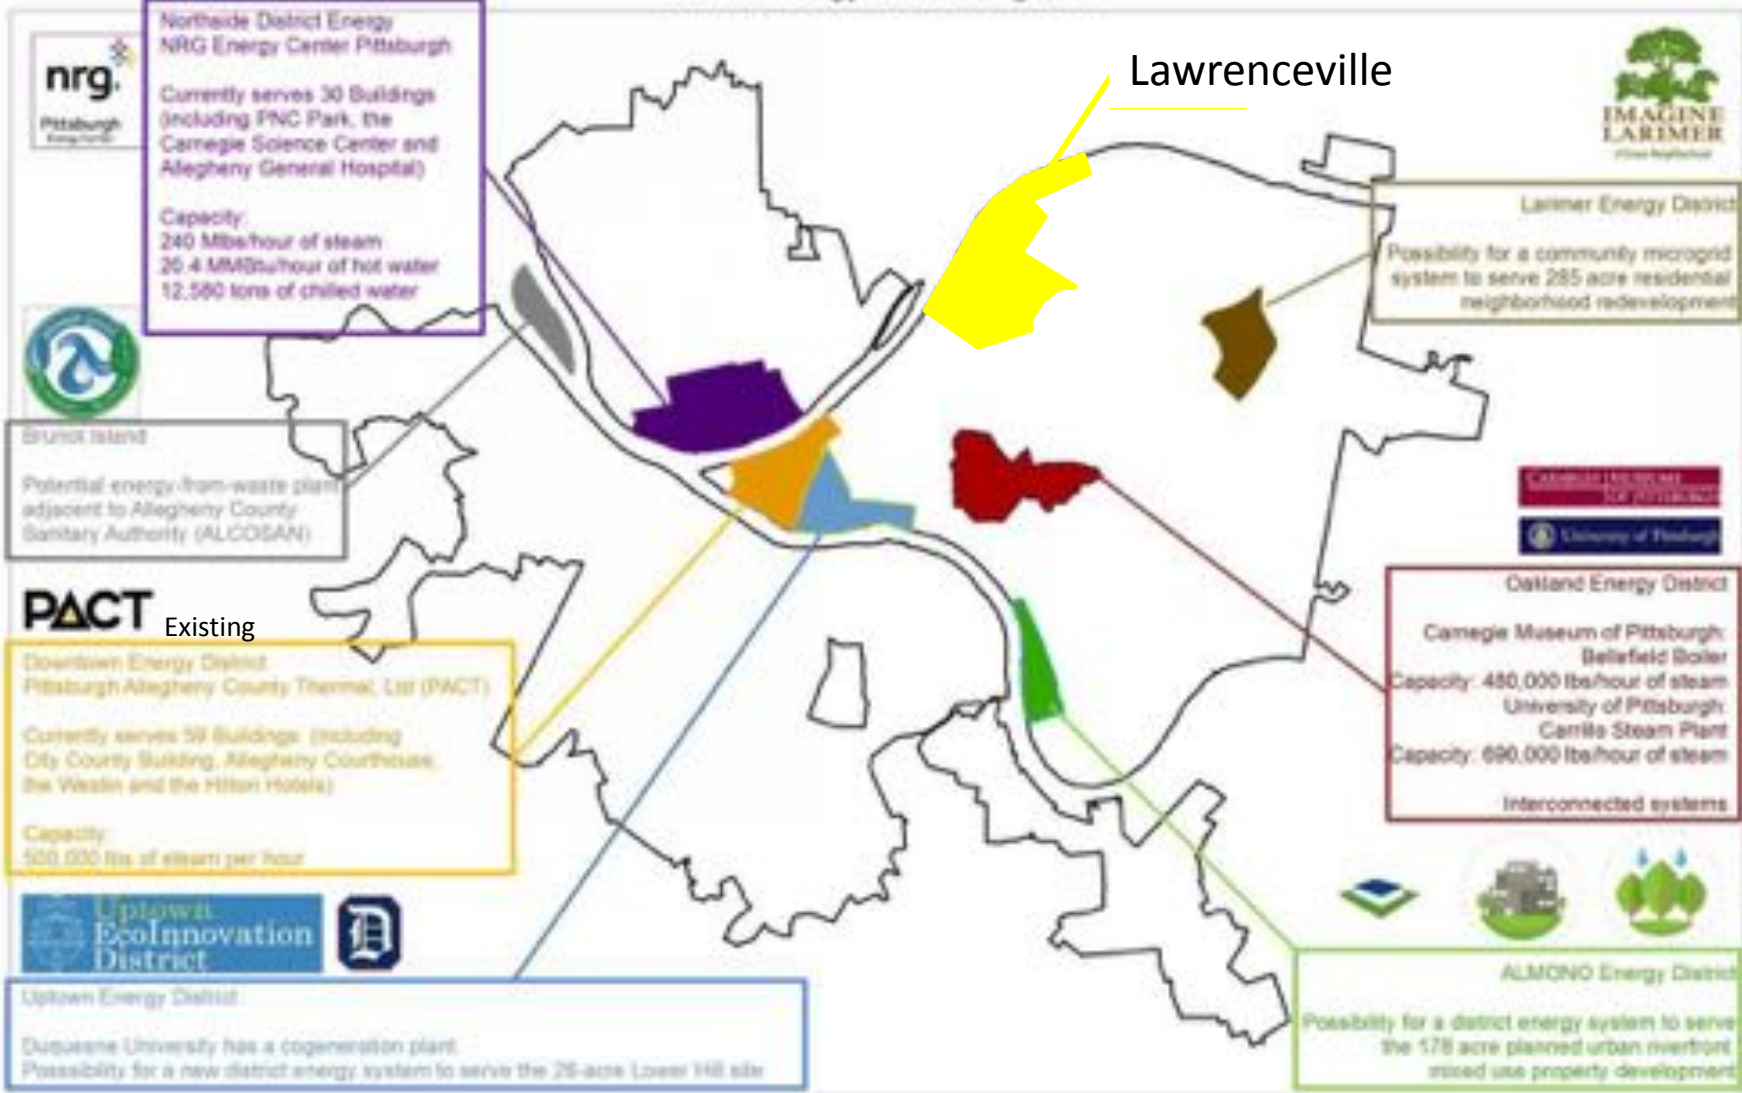 Northside District Energy
NRG Energy Center Pittsburgh
Currently serves 30 Buildings
(including PNC Park, the
Carnegie Science Center and
Allegheny General Hospital)
Capacity:
240 Mlbs/hour of steam
20.4 MMBtu/hour of hot water
12,580 tons of chilled water
nrg.
Pittsburgh
Lawrenceville
IMAGINE
LARIMER
Larimer Energy District
Possibility for a community microgrid
system to serve 285 acre residential
neighborhood redevelopment
Brunot Island
Potential energy-from-waste plant
adjacent to Allegheny County
Sanitary Authority (ALCOSAN)
CARNEGIE MUSEUMS
OF PITTSBURGH
University of Pittsburgh
PACT
Existing
Downtown Energy District
Pittsburgh Allegheny County Thermal, Ltd (PACT)
Currently serves 59 Buildings (including
City County Building, Allegheny Courthouse,
the Westin and the Hilton Hotels)
Capacity:
500,000 lbs of steam per hour
Oakland Energy District
Carnegie Museum of Pittsburgh:
Bellefield Boiler
Capacity: 480,000 lbs/hour of steam
University of Pittsburgh:
Carrillo Steam Plant
Capacity: 690,000 lbs/hour of steam
Interconnected systems
Uptown
EcoInnovation
District
D
Uptown Energy District
Duquesne University has a cogeneration plant.
Possibility for a new district energy system to serve the 28-acre Lower Hill site
ALMONO Energy District
Possibility for a district energy system to serve
the 178 acre planned urban riverfront,
mixed use property development